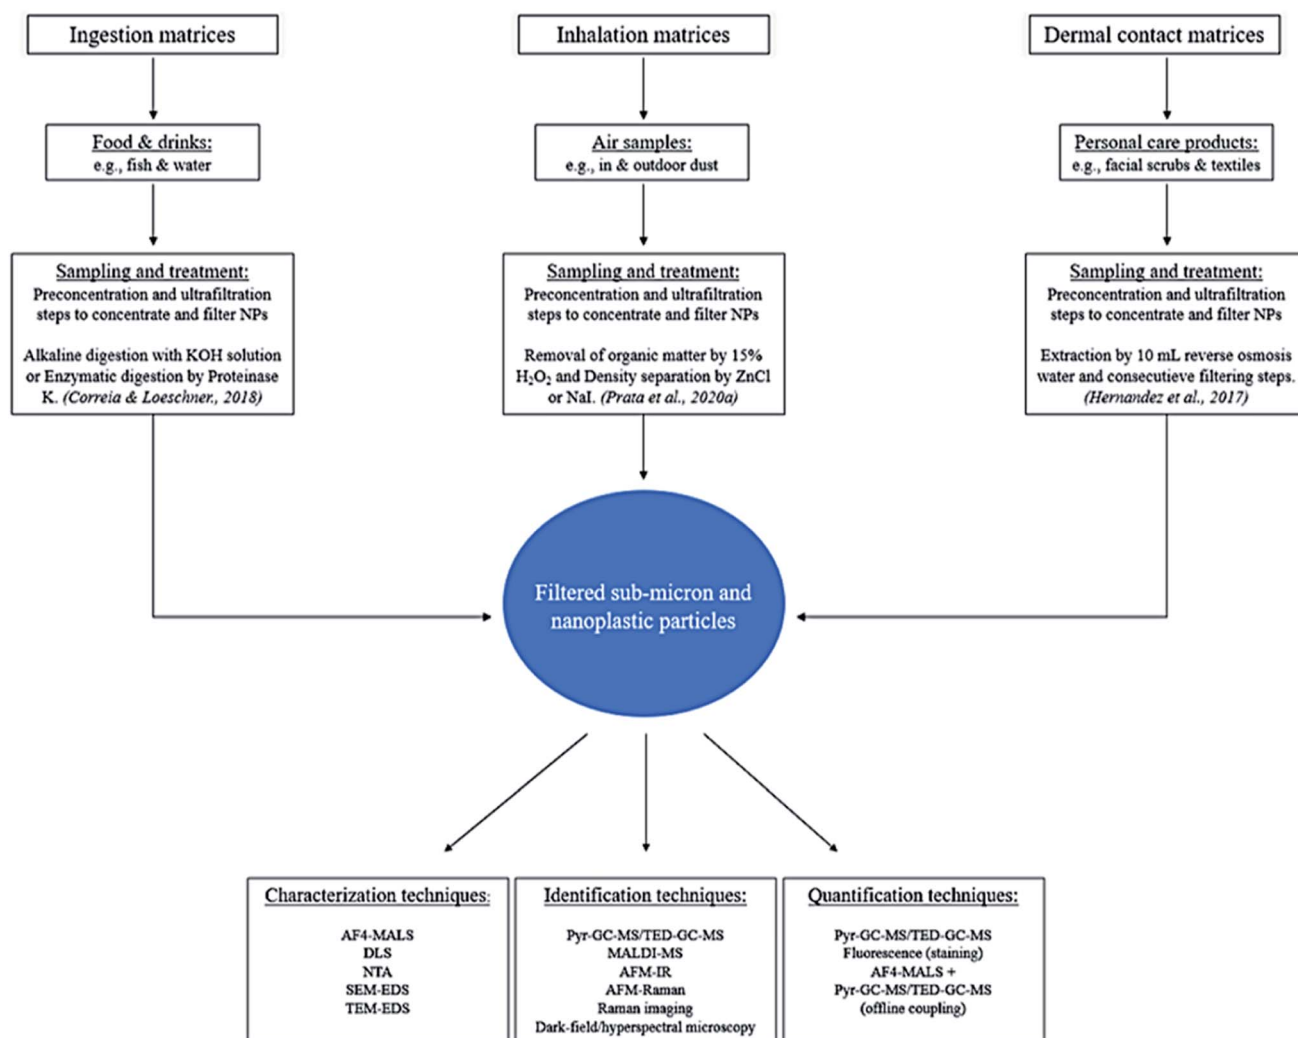 Ingestion matrices
Inhalation matrices
Dermal contact matrices
Food & drinks:
e.g., fish & water
Air samples:
e.g., in & outdoor dust
Personal care products:
e.g., facial scrubs & textiles
Sampling and treatment:
Preconcentration and ultrafiltration
steps to concentrate and filter NPs
Alkaline digestion with KOH solution
or Enzymatic digestion by Proteinase
K. (Correia & Loeschner., 2018)
Sampling and treatment:
Preconcentration and ultrafiltration
steps to concentrate and filter NPs
Removal of organic matter by 15%
H₂O₂ and Density separation by ZnCl
or NaI. (Prata et al., 2020a)
Sampling and treatment:
Preconcentration and ultrafiltration
steps to concentrate and filter NPs
Extraction by 10 mL reverse osmosis
water and consecutieve filtering steps.
(Hernandez et al., 2017)
Filtered sub-micron and
nanoplastic particles
Characterization techniques:
AF4-MALS
DLS
NTA
SEM-EDS
TEM-EDS
Identification techniques:
Pyr-GC-MS/TED-GC-MS
MALDI-MS
AFM-IR
AFM-Raman
Raman imaging
Dark-field/hyperspectral microscopy
Quantification techniques:
Pyr-GC-MS/TED-GC-MS
Fluorescence (staining)
AF4-MALS +
Pyr-GC-MS/TED-GC-MS
(offline coupling)